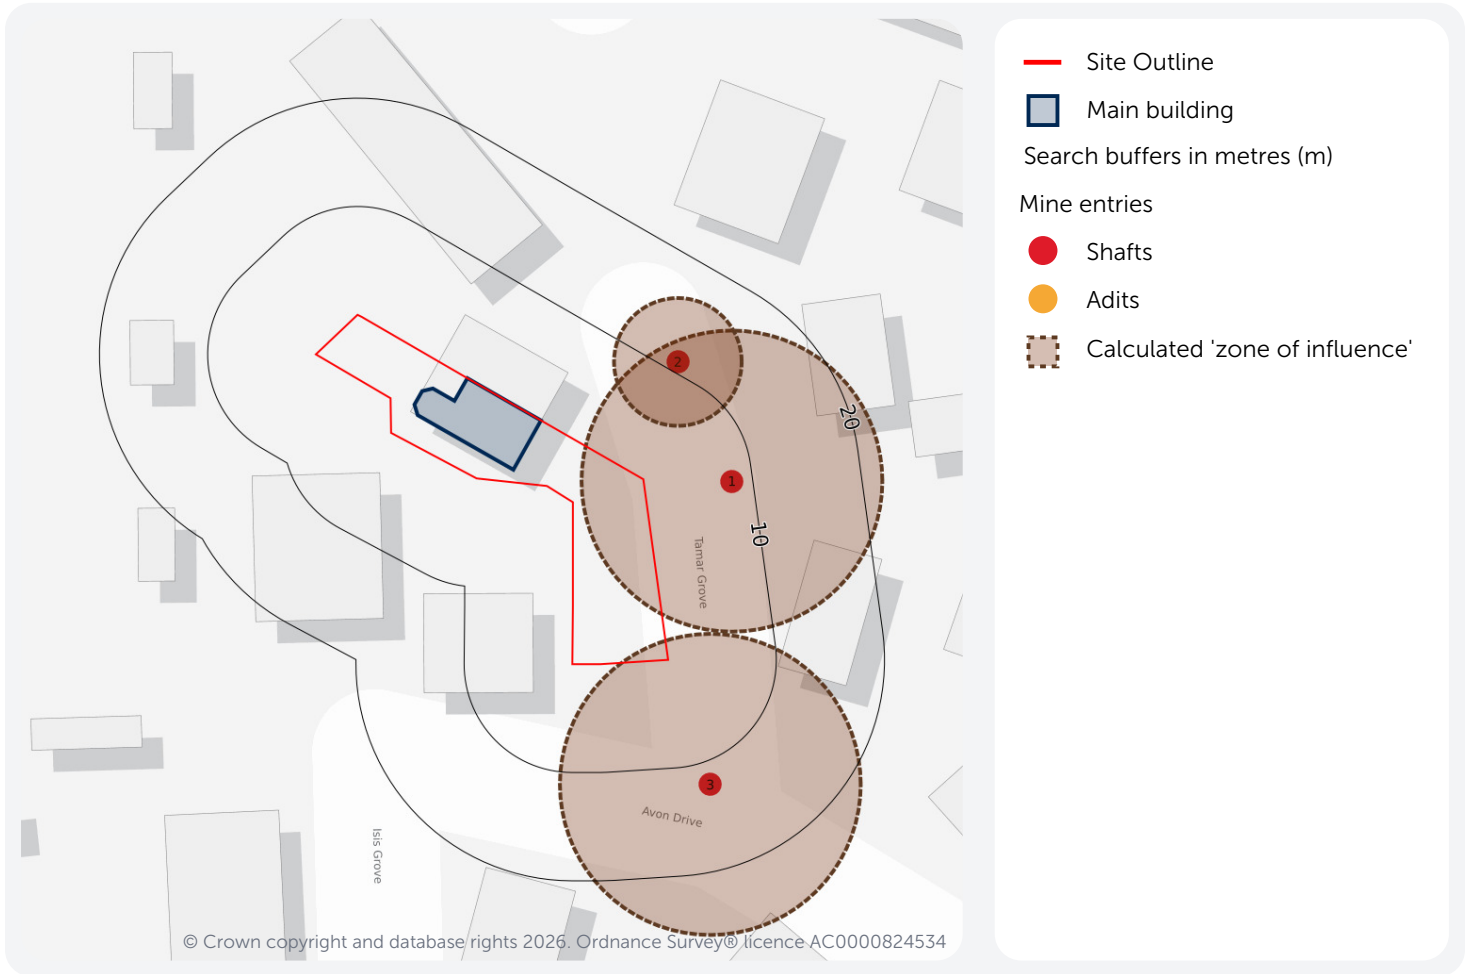 Site Outline
Main building
Search buffers in metres (m)
Mine entries
Shafts
Adits
Calculated 'zone of influence'
2
20
1
10
Tamar Grove
3
Avon Drive
Isis Grove
© Crown copyright and database rights 2026. Ordnance Survey® licence AC0000824534